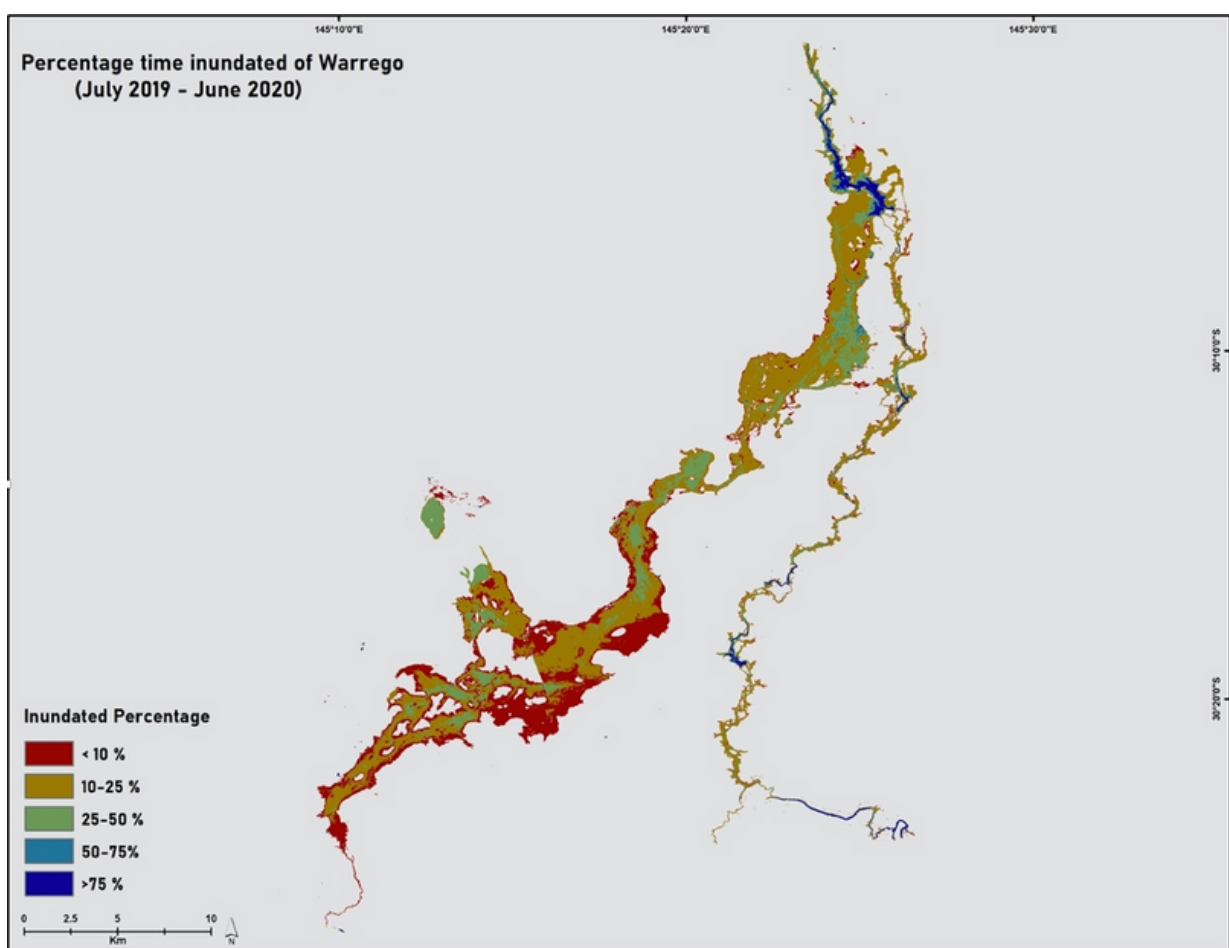 145°10'0"E
145°20'0"E
145°30'0"E
Percentage time inundated of Warrego
(July 2019 - June 2020)
30°10'0"S
30°20'0"S
Inundated Percentage
< 10 %
10-25 %
25-50 %
50-75%
>75 %
0 2.5 5 10
Km
N